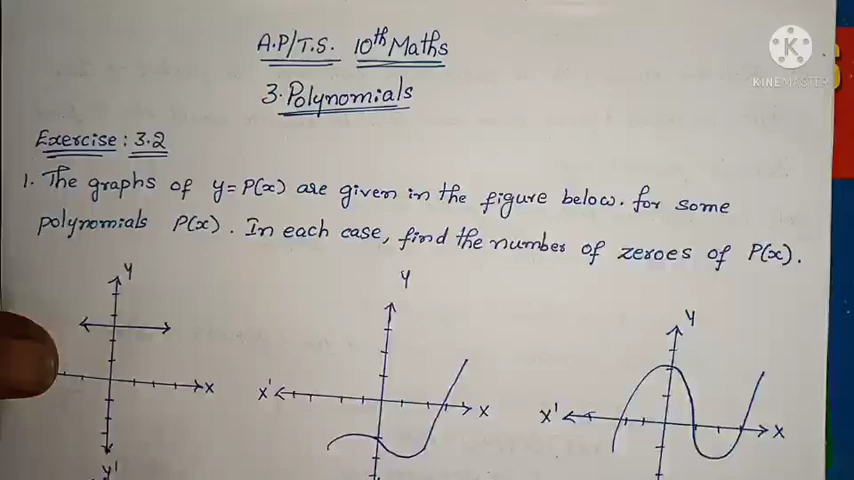 A.P/T.S. 10th Maths
KINEMASTER
3. Polynomials
Exercise: 3.2
1. The graphs of y=P(x) are given in the figure below. for some
polynomials P(x). In each case, find the number of zeroes of P(x).
Y
X
Y'
Y
X'
X
Y
X'
X